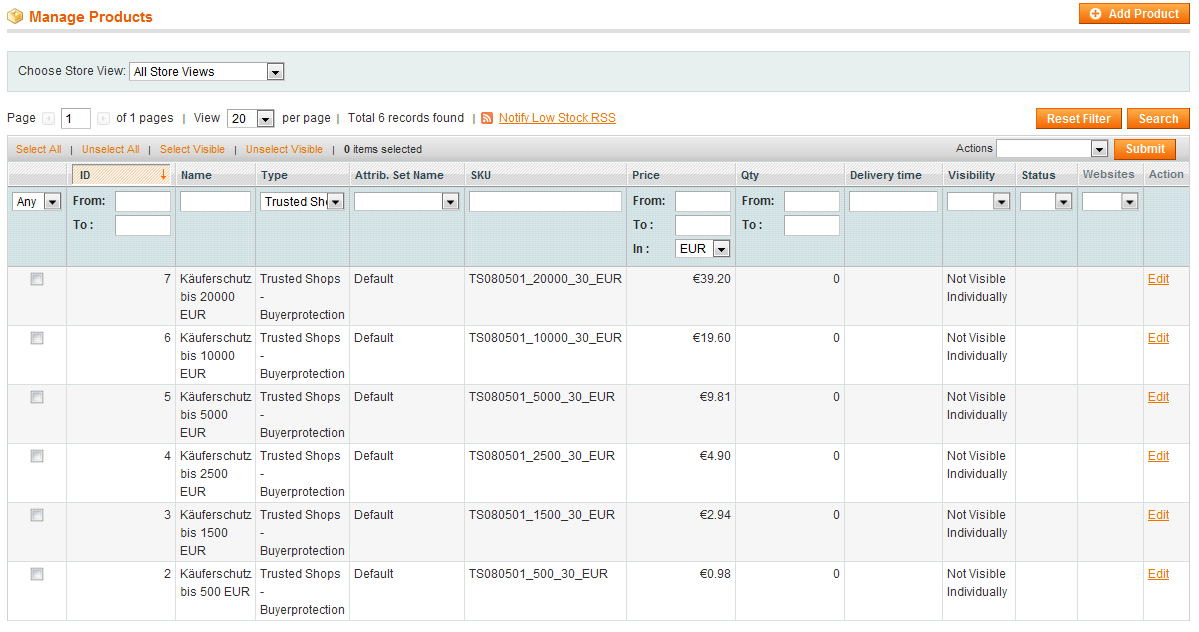 Manage Products
Add Product
Choose Store View: All Store Views
Page 1 of 1 pages | View 20 per page | Total 6 records found | Notify Low Stock RSS
Reset Filter Search
Select All | Unselect All | Select Visible | Unselect Visible | 0 items selected
Actions Submit
ID Name Type Attrib. Set Name SKU Price Qty Delivery time Visibility Status Websites Action
Any From: Trusted Sho From: From:
To : To : To :
In : EUR
7 Käuferschutz Trusted Shops Default TS080501_20000_30_EUR €39.20 0 Not Visible Edit
bis 20000 - Individually
EUR Buyerprotection
6 Käuferschutz Trusted Shops Default TS080501_10000_30_EUR €19.60 0 Not Visible Edit
bis 10000 - Individually
EUR Buyerprotection
5 Käuferschutz Trusted Shops Default TS080501_5000_30_EUR €9.81 0 Not Visible Edit
bis 5000 - Individually
EUR Buyerprotection
4 Käuferschutz Trusted Shops Default TS080501_2500_30_EUR €4.90 0 Not Visible Edit
bis 2500 - Individually
EUR Buyerprotection
3 Käuferschutz Trusted Shops Default TS080501_1500_30_EUR €2.94 0 Not Visible Edit
bis 1500 - Individually
EUR Buyerprotection
2 Käuferschutz Trusted Shops Default TS080501_500_30_EUR €0.98 0 Not Visible Edit
bis 500 EUR - Individually
Buyerprotection